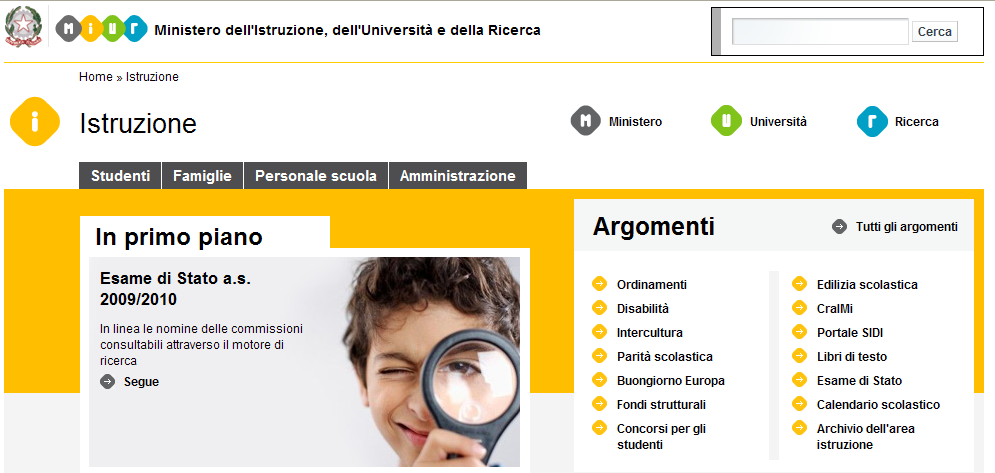 MIUR Ministero dell'Istruzione, dell'Università e della Ricerca
Cerca
Home » Istruzione
i Istruzione
M Ministero
U Università
r Ricerca
Studenti Famiglie Personale scuola Amministrazione
In primo piano
Esame di Stato a.s.
2009/2010
In linea le nomine delle commissioni
consultabili attraverso il motore di
ricerca
Segue
Argomenti
Tutti gli argomenti
Ordinamenti
Disabilità
Intercultura
Parità scolastica
Buongiorno Europa
Fondi strutturali
Concorsi per gli
studenti
Edilizia scolastica
CralMi
Portale SIDI
Libri di testo
Esame di Stato
Calendario scolastico
Archivio dell'area
istruzione